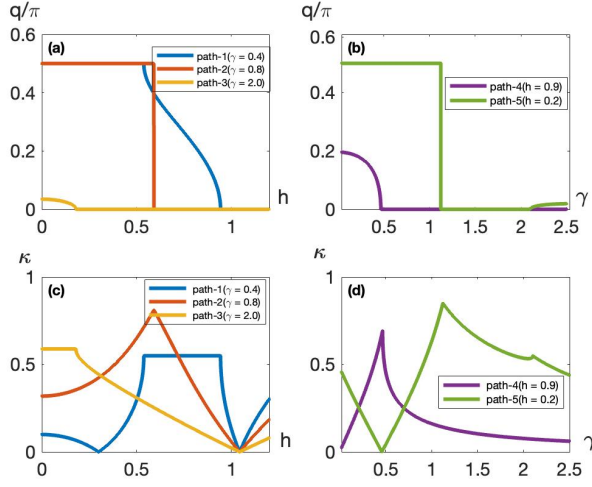 q/π
(a)
path-1(γ = 0.4)
path-2(γ = 0.8)
path-3(γ = 2.0)
0.6
0.4
0.2
0
0 0.5 1 h
q/π
(b)
path-4(h = 0.9)
path-5(h = 0.2)
0.6
0.4
0.2
0
0.5 1 1.5 2 2.5 γ
κ
(c)
path-1(γ = 0.4)
path-2(γ = 0.8)
path-3(γ = 2.0)
1
0.5
0
0 0.5 1 h
κ
(d)
path-4(h = 0.9)
path-5(h = 0.2)
1
0.5
0
0.5 1 1.5 2 2.5 γ